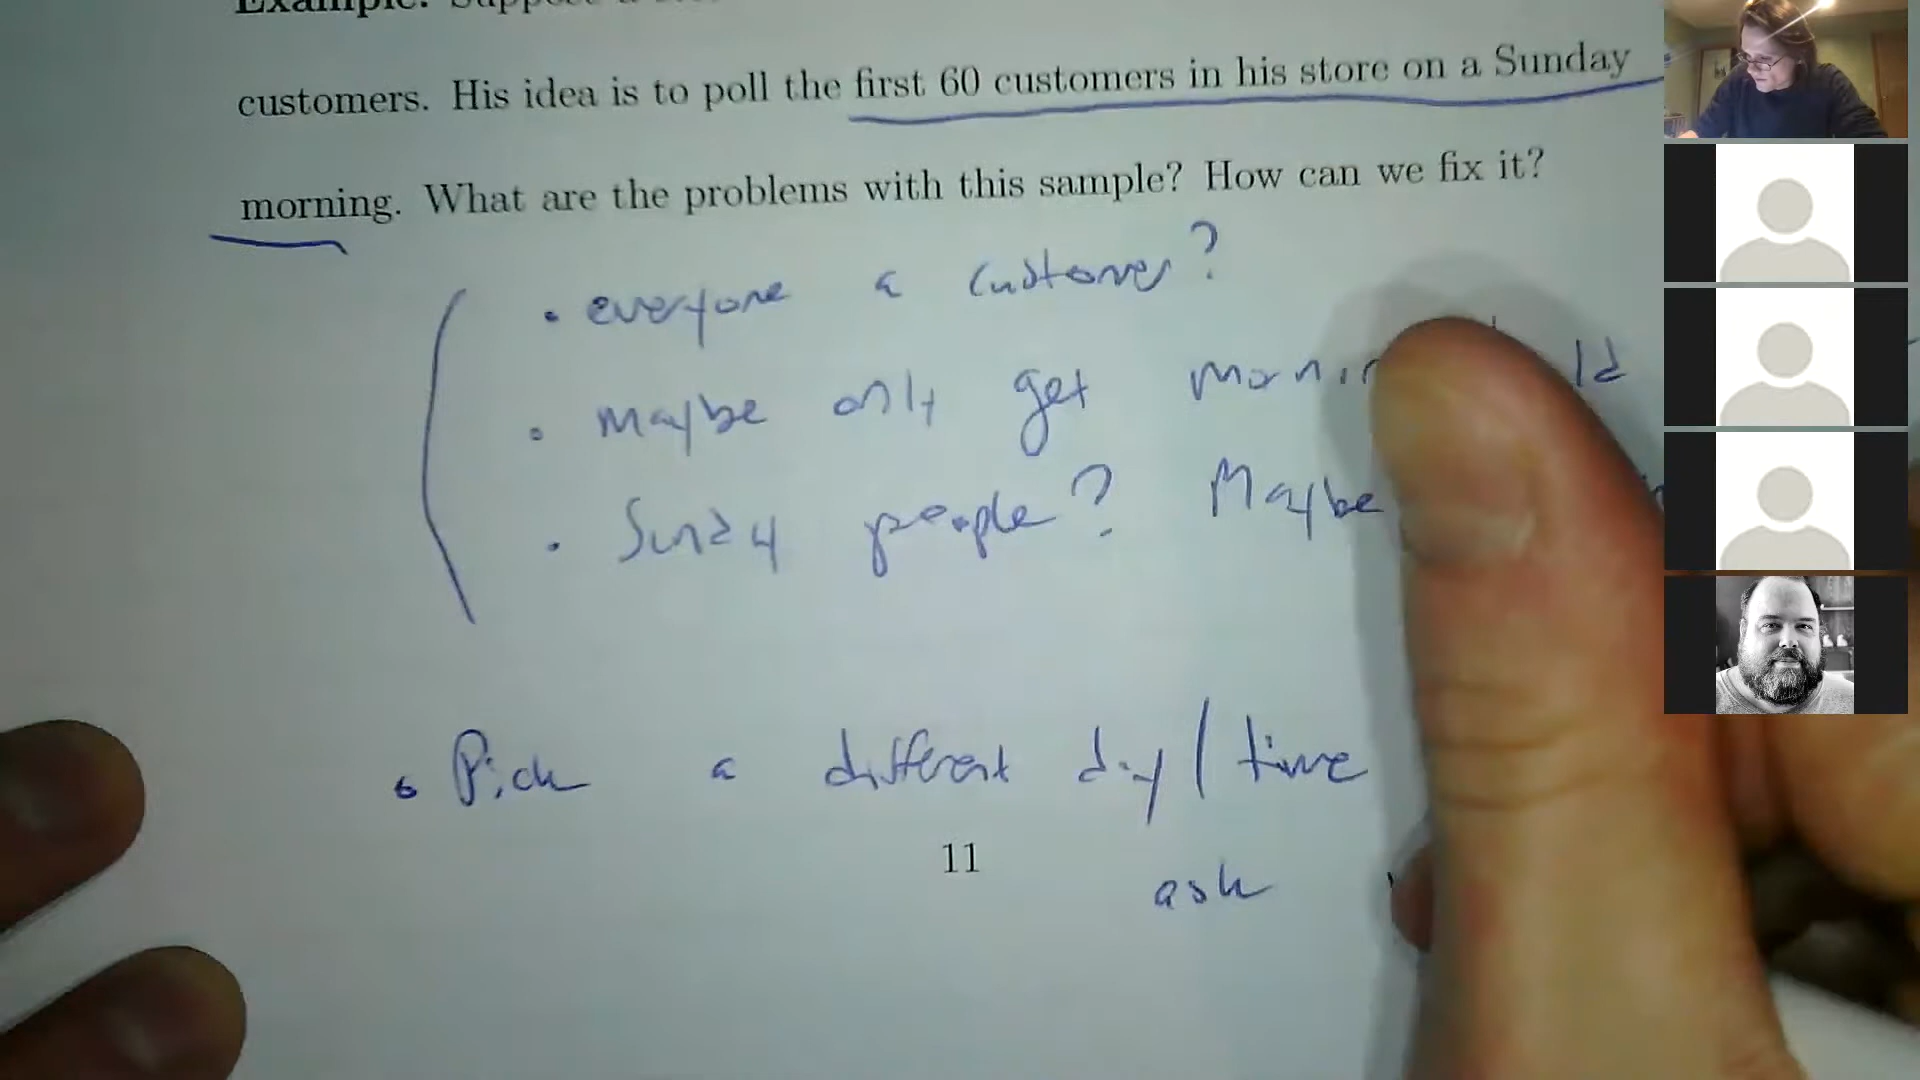 Example: Suppose a
customers. His idea is to poll the first 60 customers in his store on a Sunday
morning. What are the problems with this sample? How can we fix it?
• everyone a customer?
• Maybe only get
• Sunday people? Maybe
• Pick a different day/time
11
ask